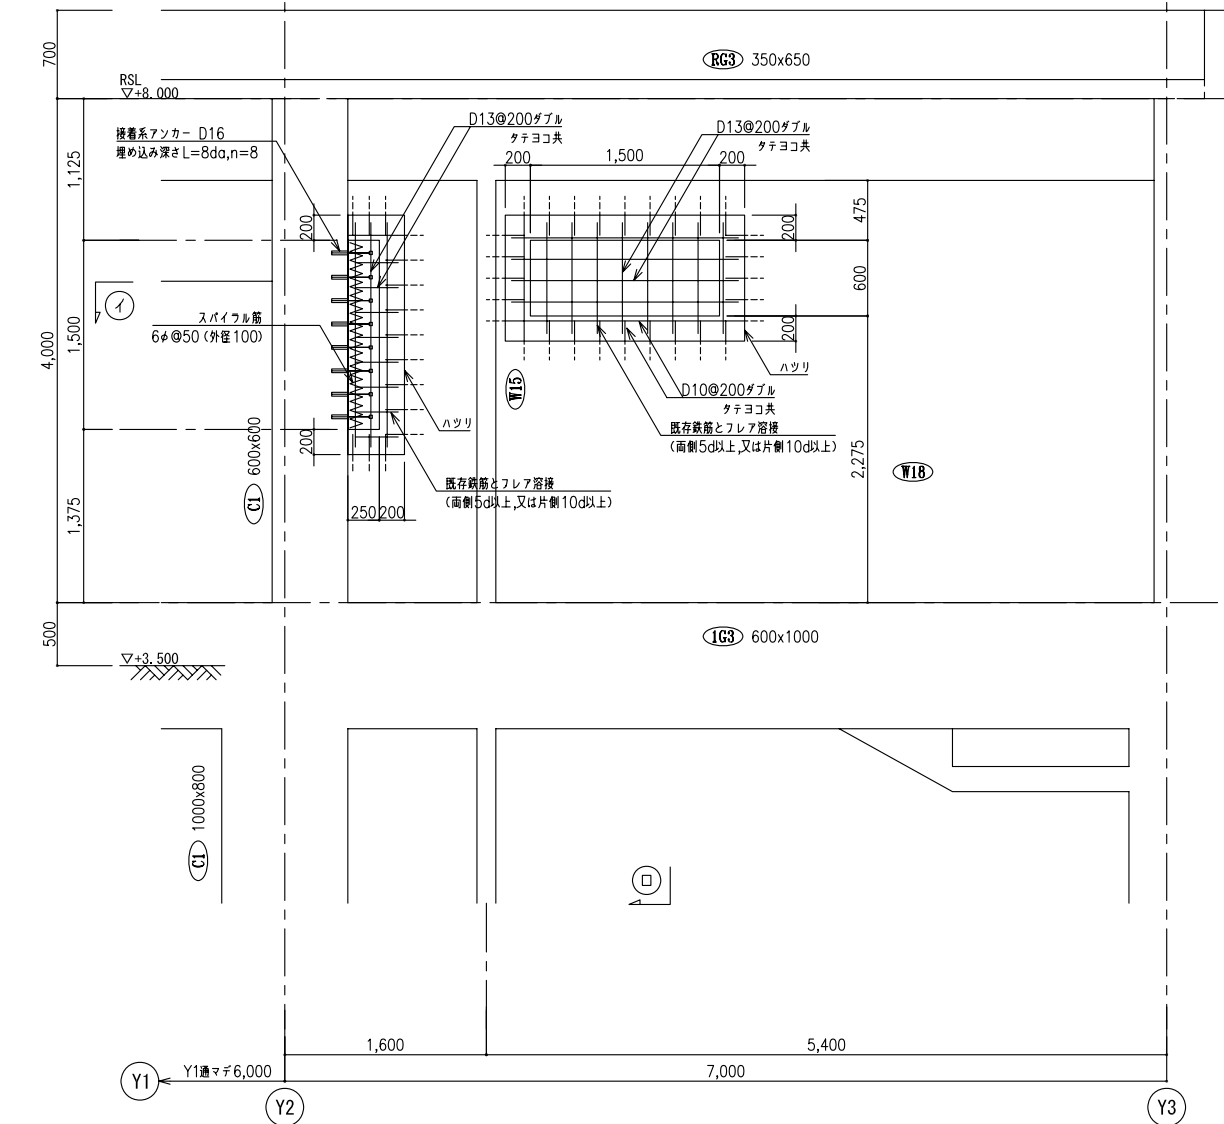 700
RG3 350x650
RSL
▽+8.000
接着系アンカー D16
埋め込み深さL=8da,n=8
D13@200ダブル
タテヨコ共
D13@200ダブル
タテヨコ共
200
1,500
200
1,125
475
200
200
600
イ
スパイラル筋
6φ@50(外径100)
4,000
1,500
200
ハツリ
W15
D10@200ダブル
タテヨコ共
ハツリ
既存鉄筋とフレア溶接
(両側5d以上,又は片側10d以上)
200
C1 600x600
2,275
W18
既存鉄筋とフレア溶接
(両側5d以上,又は片側10d以上)
250
200
1,375
500
1G3 600x1000
▽+3.500
C1 1000x800
ロ
1,600
5,400
Y1
Y1通マデ6,000
7,000
Y2
Y3